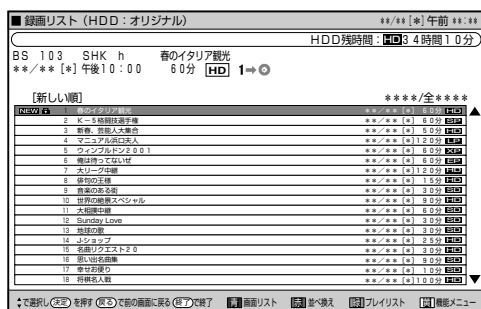 ■ 録画リスト（HDD：オリジナル） **/** [*] 午前 **:**
HDD残時間：HD34時間10分
BS 103 SHK h 春のイタリア観光
**/** [*] 午後10:00 60分 HD 1➡
[新しい順] ****/全****
NEW 1 春のイタリア観光 **/** [*] 60分 HD
2 K-5格闘技選手権 **/** [*] 60分 SP
3 新春、芸能人大集合 **/** [*] 50分 HD
4 マニュアル浜口夫人 **/** [*] 120分 LP
5 ウィンブルドン2001 **/** [*] 60分 XP
6 俺は待ってないぜ **/** [*] 60分 EP
7 大リーグ中継 **/** [*] 120分 HD
8 俳句の王様 **/** [*] 15分 HD
9 音楽のある街 **/** [*] 30分 SD
10 世界の絶景スペシャル **/** [*] 90分 HD
11 大相撲中継 **/** [*] 60分 SD
12 Sunday Love **/** [*] 30分 SD
13 地球の歌 **/** [*] 30分 SD
14 J-ショップ **/** [*] 25分 HD
15 名曲リクエスト20 **/** [*] 30分 HD
16 思い出名曲集 **/** [*] 90分 SD
17 幸せお便り **/** [*] 10分 SD
18 将棋名人戦 **/** [*] 100分 HD
で選択し 決定 を押す 戻る で前の画面に戻る 終了 で終了 青 画面リスト 赤 並べ換え 緑 プレイリスト 黄 機能メニュー